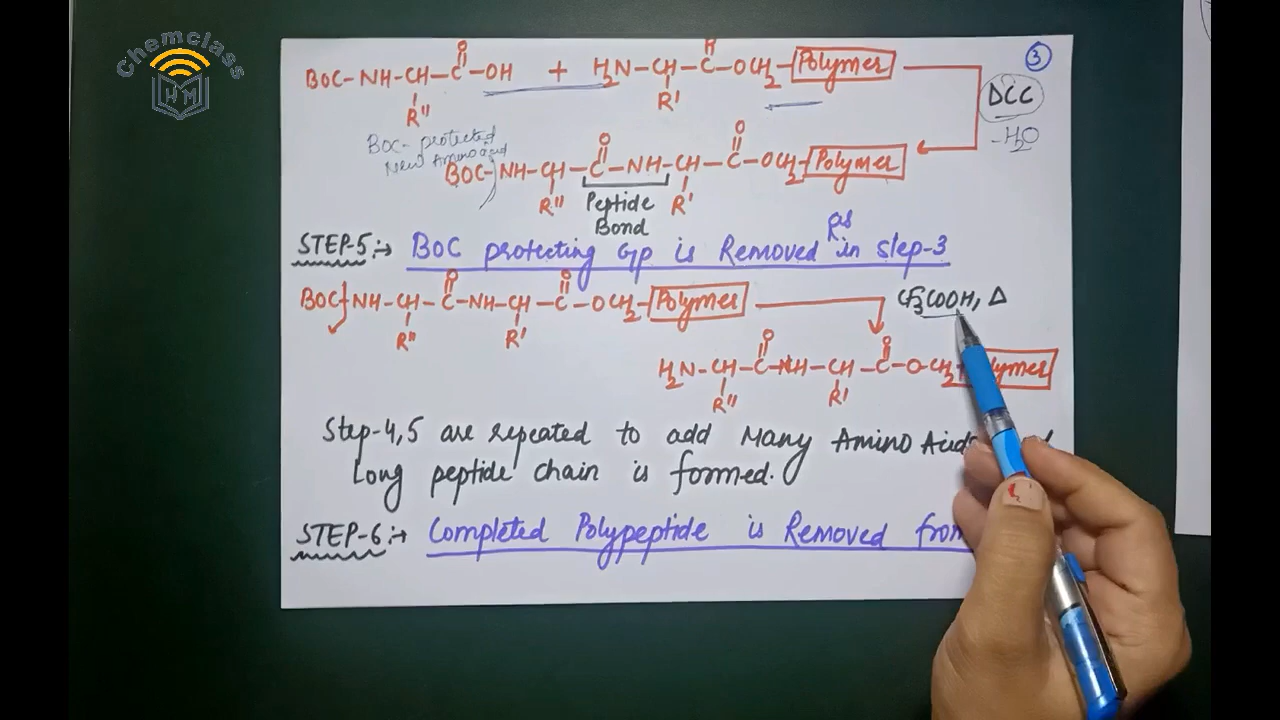 Chemclass
HM
3
BOC-NH-CH-C-OH + H2N-CH-C-OCH2-Polymer
O
R" R'
DCC
-H2O
BOC-protected
New Amino acid
O O
BOC-NH-CH-C-NH-CH-C-OCH2-Polymer
R" Peptide R'
Bond
STEP-5:→ BOC protecting Gp is Removed as in step-3
O O
BOC-NH-CH-C-NH-CH-C-OCH2-Polymer
R" R'
CF3COOH, Δ
O O
H2N-CH-C-NH-CH-C-O-CH2 lymer
R" R'
Step-4,5 are repeated to add Many Amino Acids
Long peptide chain is formed.
STEP-6:→ Completed Polypeptide is Removed from